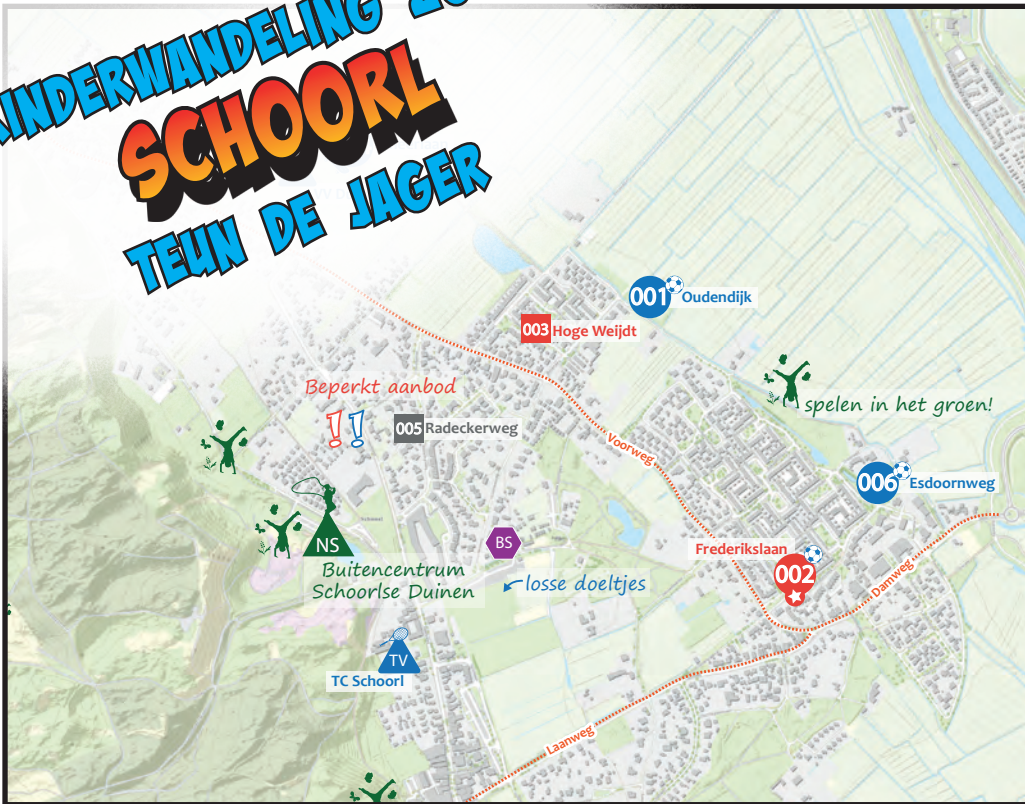 SCHOORL
TEUN DE JAGER
001 Oudendijk
003 Hoge Weijdt
Beperkt aanbod
!!
spelen in het groen!
005 Radeckerweg
Voorweg
006 Esdoornweg
NS
BS
Frederikslaan
002
Buitencentrum
Schoorlse Duinen
losse doeltjes
Damweg
TV
TC Schoorl
Laanweg